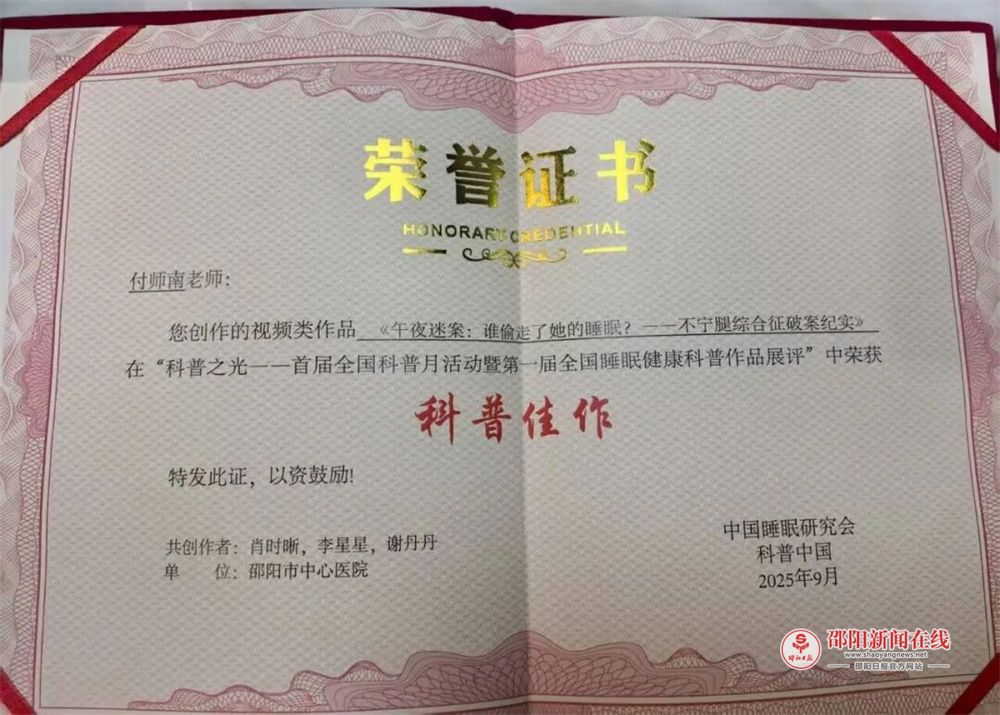 荣誉证书
HONORARY CREDENTIAL
付师南老师：
您创作的视频类作品 《午夜迷案：谁偷走了她的睡眠？——不宁腿综合征破案纪实》
在“科普之光——首届全国科普月活动暨第一届全国睡眠健康科普作品展评”中荣获
科普佳作
特发此证，以资鼓励!
共创作者：肖时晰，李星星，谢丹丹
单 位：邵阳市中心医院
中国睡眠研究会
科普中国
2025年9月
邵阳日报
邵阳新闻在线
www.shaoyangnews.net
邵阳日报官方网站